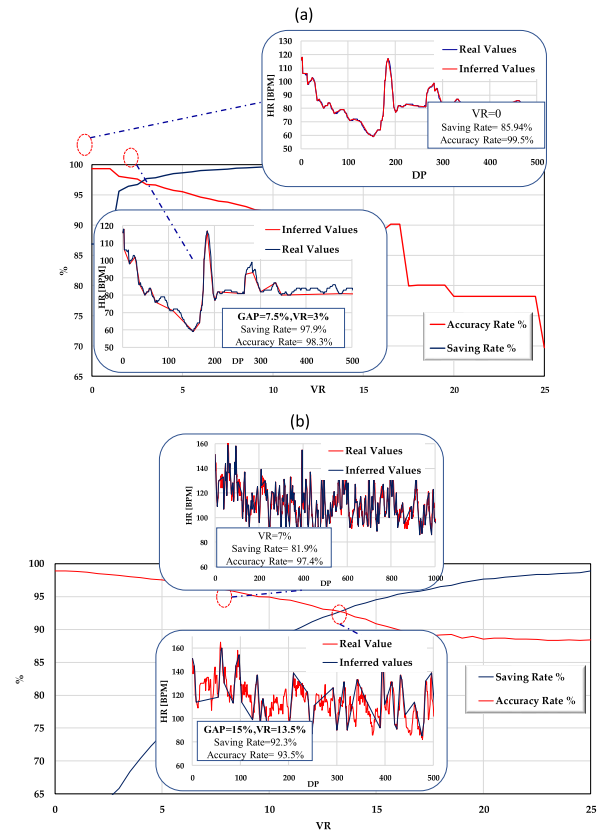 (a)
130
120
110
100
90
80
70
60
50
HR [BPM]
Real Values
Inferred Values
VR=0
Saving Rate= 85.94%
Accuracy Rate=99.5%
0
100
200
300
400
500
DP
100
95
90
85
80
75
70
65
%
120
110
100
90
80
70
60
50
HR [BPM]
Inferred Values
Real Values
GAP=7.5%,VR=3%
Saving Rate= 97.9%
Accuracy Rate= 98.3%
0
100
200
DP
300
400
500
Accuracy Rate %
Saving Rate %
0
5
10
15
20
25
VR
(b)
160
140
120
100
80
60
HR [BPM]
Real Values
Inferred Values
VR=7%
Saving Rate= 81.9%
Accuracy Rate= 97.4%
0
200
400
600
800
1000
DP
100
95
90
85
80
75
70
65
%
160
140
120
100
80
60
HR [BPM]
Real Value
Inferred values
GAP=15%,VR=13.5%
Saving Rate=92.3%
Accuracy Rate= 93.5%
0
100
200
300
400
500
DP
Saving Rate %
Accuracy Rate %
0
5
10
15
20
25
VR